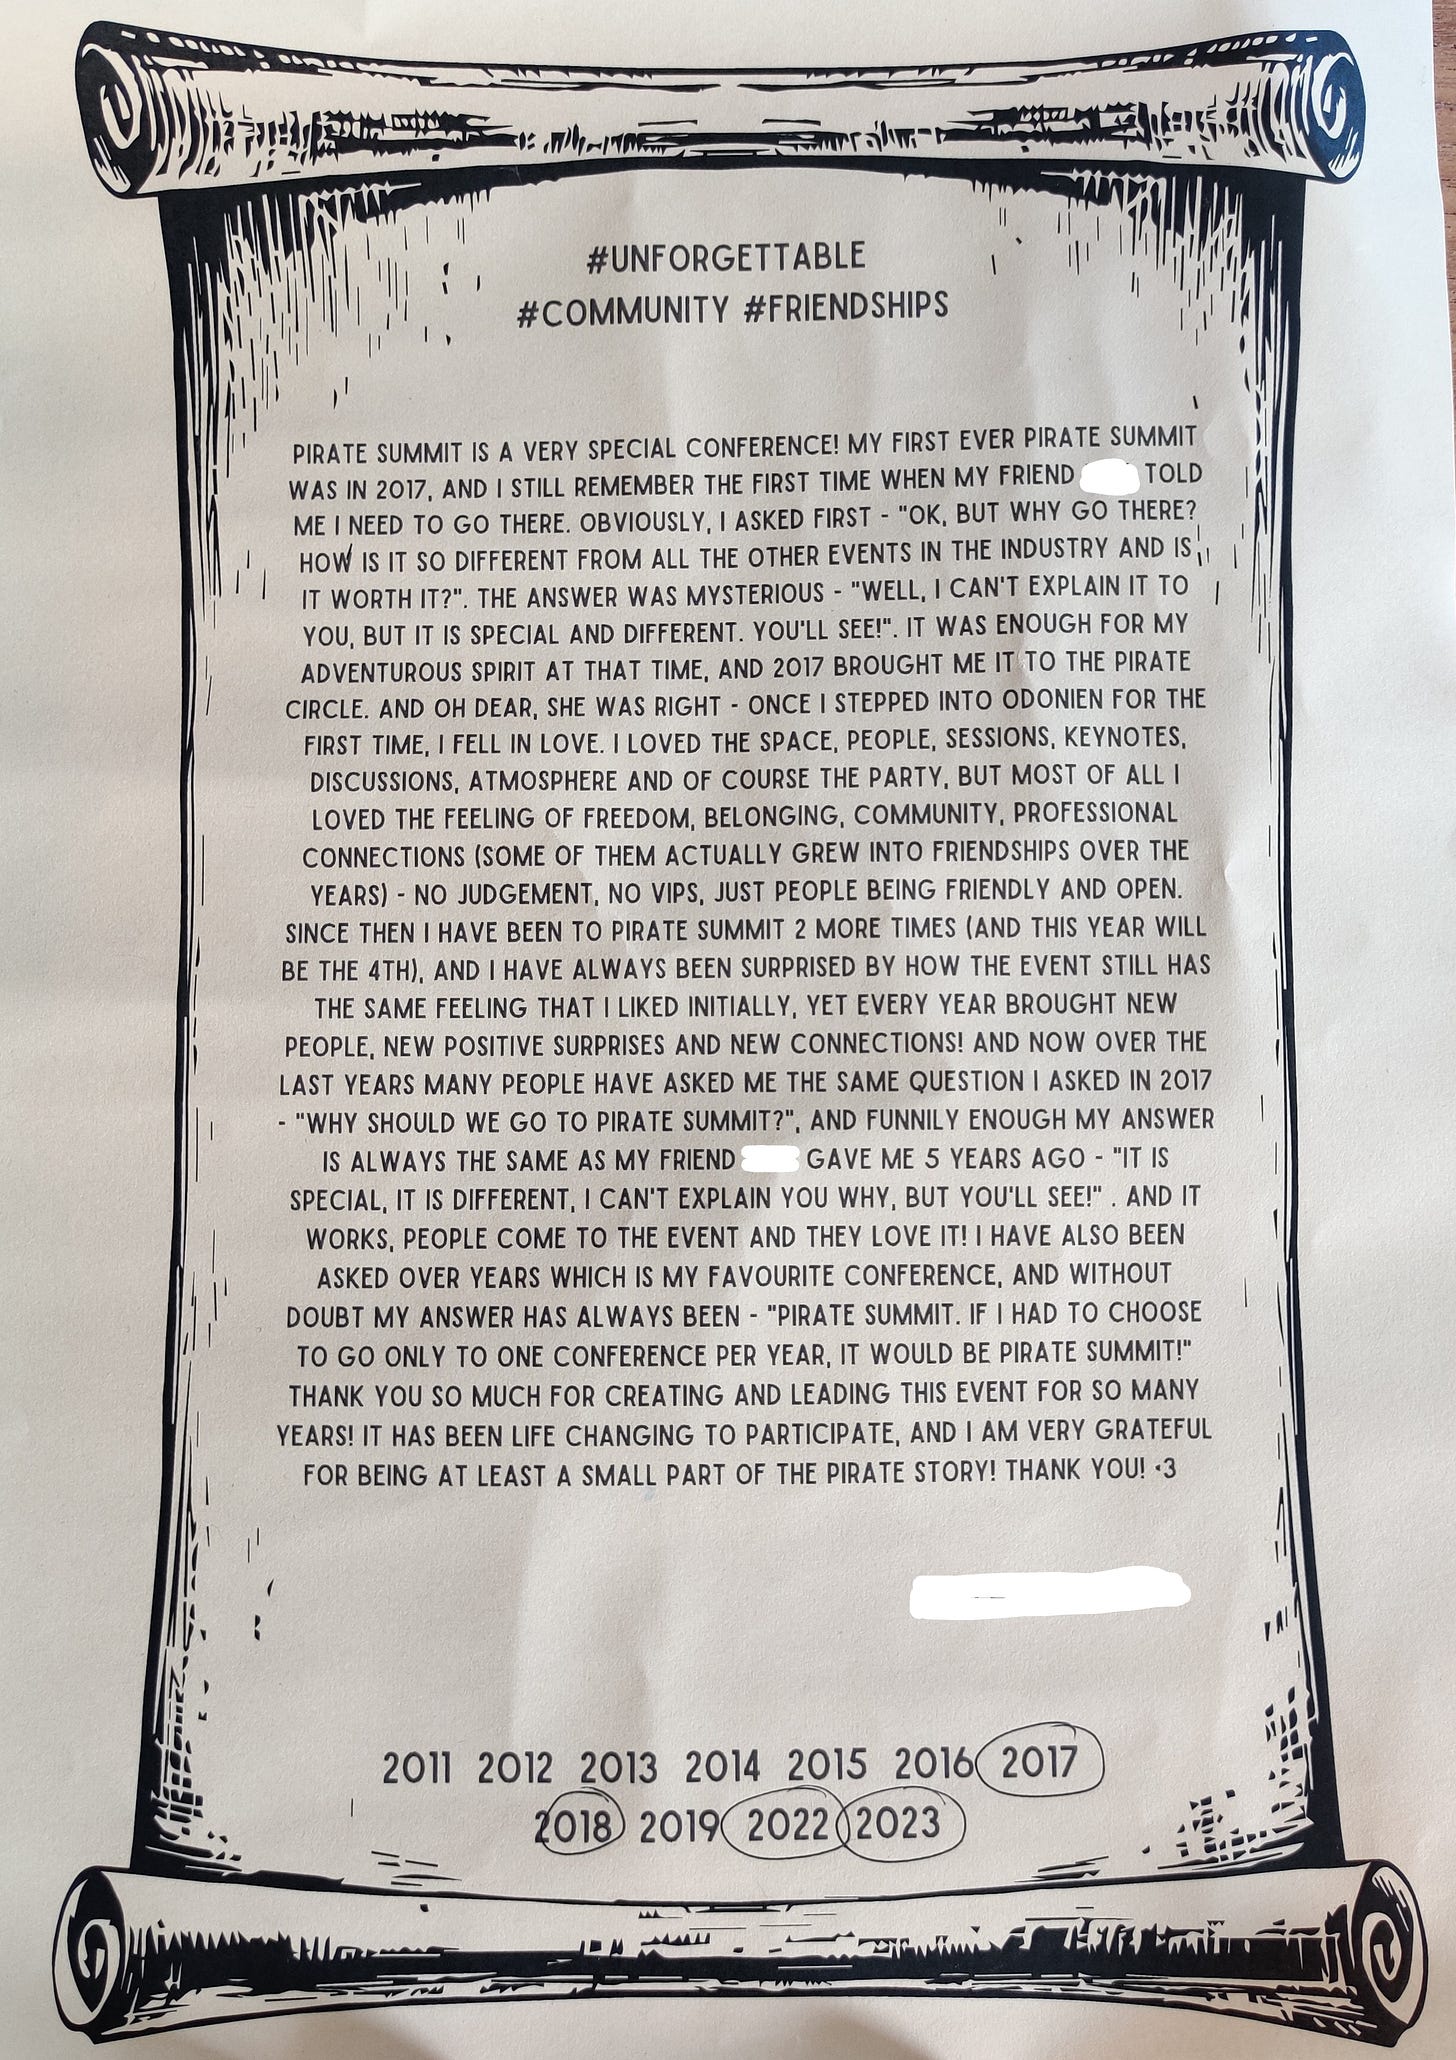 #UNFORGETTABLE
#COMMUNITY #FRIENDSHIPS
PIRATE SUMMIT IS A VERY SPECIAL CONFERENCE! MY FIRST EVER PIRATE SUMMIT
WAS IN 2017, AND I STILL REMEMBER THE FIRST TIME WHEN MY FRIEND TOLD
ME I NEED TO GO THERE. OBVIOUSLY, I ASKED FIRST - "OK, BUT WHY GO THERE?
HOW IS IT SO DIFFERENT FROM ALL THE OTHER EVENTS IN THE INDUSTRY AND IS
IT WORTH IT?". THE ANSWER WAS MYSTERIOUS - "WELL, I CAN'T EXPLAIN IT TO
YOU, BUT IT IS SPECIAL AND DIFFERENT. YOU'LL SEE!". IT WAS ENOUGH FOR MY
ADVENTUROUS SPIRIT AT THAT TIME, AND 2017 BROUGHT ME IT TO THE PIRATE
CIRCLE. AND OH DEAR, SHE WAS RIGHT - ONCE I STEPPED INTO ODONIEN FOR THE
FIRST TIME, I FELL IN LOVE. I LOVED THE SPACE, PEOPLE, SESSIONS, KEYNOTES,
DISCUSSIONS, ATMOSPHERE AND OF COURSE THE PARTY, BUT MOST OF ALL I
LOVED THE FEELING OF FREEDOM, BELONGING, COMMUNITY, PROFESSIONAL
CONNECTIONS (SOME OF THEM ACTUALLY GREW INTO FRIENDSHIPS OVER THE
YEARS) - NO JUDGEMENT, NO VIPS, JUST PEOPLE BEING FRIENDLY AND OPEN.
SINCE THEN I HAVE BEEN TO PIRATE SUMMIT 2 MORE TIMES (AND THIS YEAR WILL
BE THE 4TH), AND I HAVE ALWAYS BEEN SURPRISED BY HOW THE EVENT STILL HAS
THE SAME FEELING THAT I LIKED INITIALLY, YET EVERY YEAR BROUGHT NEW
PEOPLE, NEW POSITIVE SURPRISES AND NEW CONNECTIONS! AND NOW OVER THE
LAST YEARS MANY PEOPLE HAVE ASKED ME THE SAME QUESTION I ASKED IN 2017
- "WHY SHOULD WE GO TO PIRATE SUMMIT?", AND FUNNILY ENOUGH MY ANSWER
IS ALWAYS THE SAME AS MY FRIEND GAVE ME 5 YEARS AGO - "IT IS
SPECIAL, IT IS DIFFERENT, I CAN'T EXPLAIN YOU WHY, BUT YOU'LL SEE!" . AND IT
WORKS, PEOPLE COME TO THE EVENT AND THEY LOVE IT! I HAVE ALSO BEEN
ASKED OVER YEARS WHICH IS MY FAVOURITE CONFERENCE, AND WITHOUT
DOUBT MY ANSWER HAS ALWAYS BEEN - "PIRATE SUMMIT. IF I HAD TO CHOOSE
TO GO ONLY TO ONE CONFERENCE PER YEAR, IT WOULD BE PIRATE SUMMIT!"
THANK YOU SO MUCH FOR CREATING AND LEADING THIS EVENT FOR SO MANY
YEARS! IT HAS BEEN LIFE CHANGING TO PARTICIPATE, AND I AM VERY GRATEFUL
FOR BEING AT LEAST A SMALL PART OF THE PIRATE STORY! THANK YOU! <3
2011 2012 2013 2014 2015 2016 2017
2018 2019 2022 2023